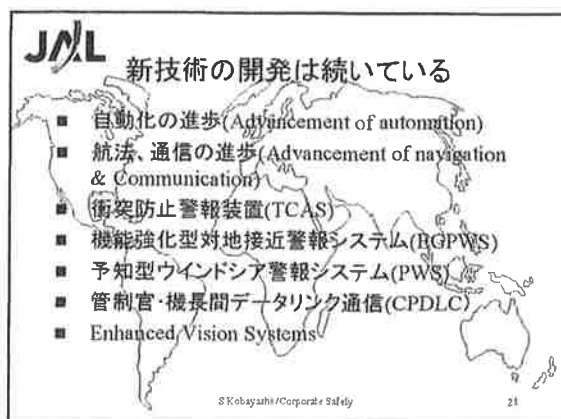 JAL
新技術の開発は続いている
■ 自動化の進歩(Advancement of automation)
■ 航法、通信の進歩(Advancement of navigation
& Communication)
■ 衝突防止警報装置(TCAS)
■ 機能強化型対地接近警報システム(EGPWS)
■ 予知型ウインドシア警報システム(PWS)
■ 管制官・機長間データリンク通信(CPDLC)
■ Enhanced Vision Systems
S Kobayashi/Corporate Safety